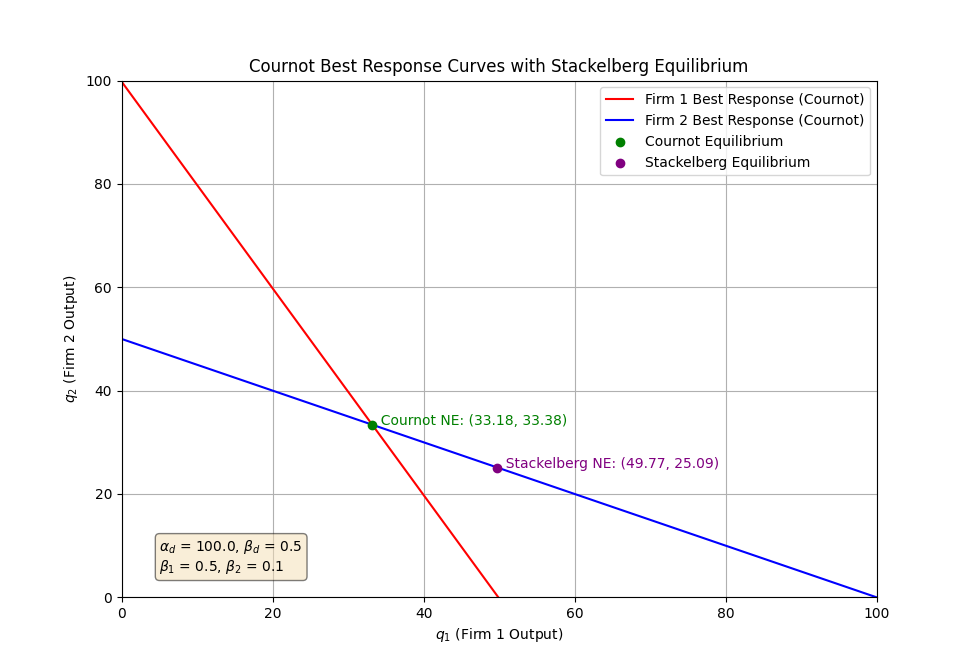 Cournot Best Response Curves with Stackelberg Equilibrium
Firm 1 Best Response (Cournot)
Firm 2 Best Response (Cournot)
Cournot Equilibrium
Stackelberg Equilibrium
100
80
60
40
20
0
q₂ (Firm 2 Output)
Cournot NE: (33.18, 33.38)
Stackelberg NE: (49.77, 25.09)
α_d = 100.0, β_d = 0.5
β₁ = 0.5, β₂ = 0.1
0 20 40 60 80 100
q₁ (Firm 1 Output)